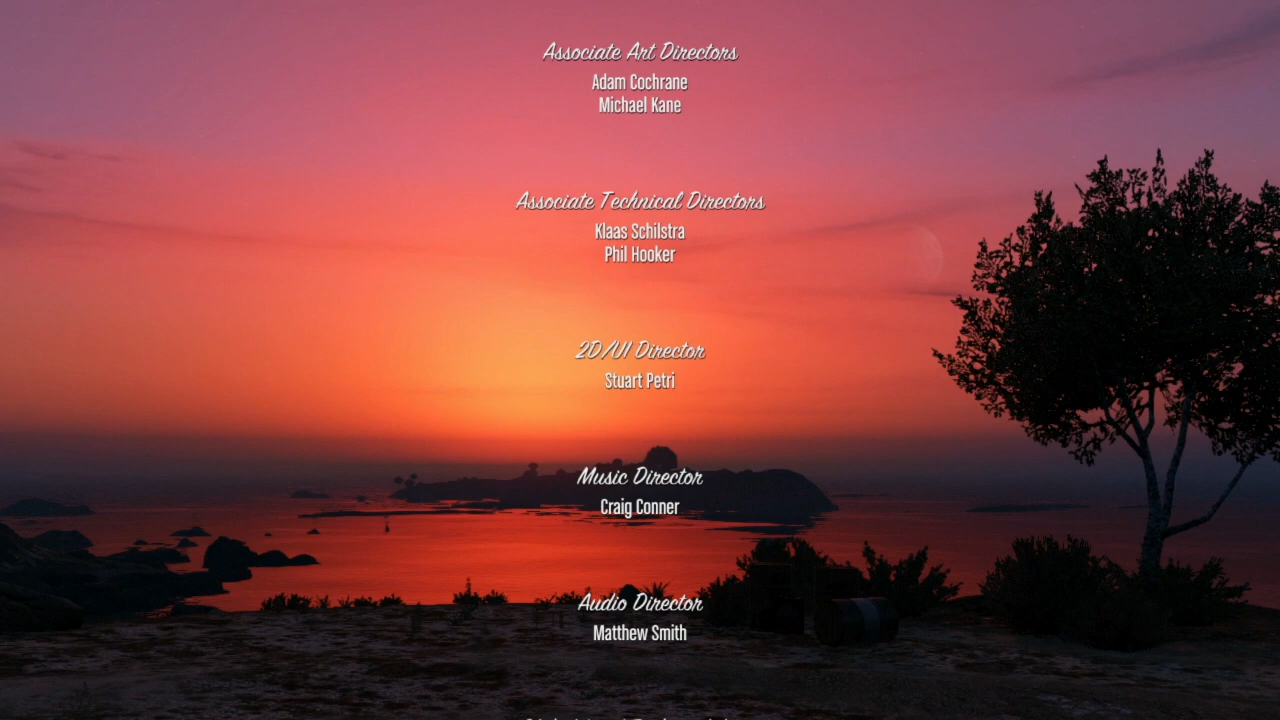 Associate Art Directors
Adam Cochrane
Michael Kane
Associate Technical Directors
Klaas Schilstra
Phil Hooker
2D/UI Director
Stuart Petri
Music Director
Craig Conner
Audio Director
Matthew Smith